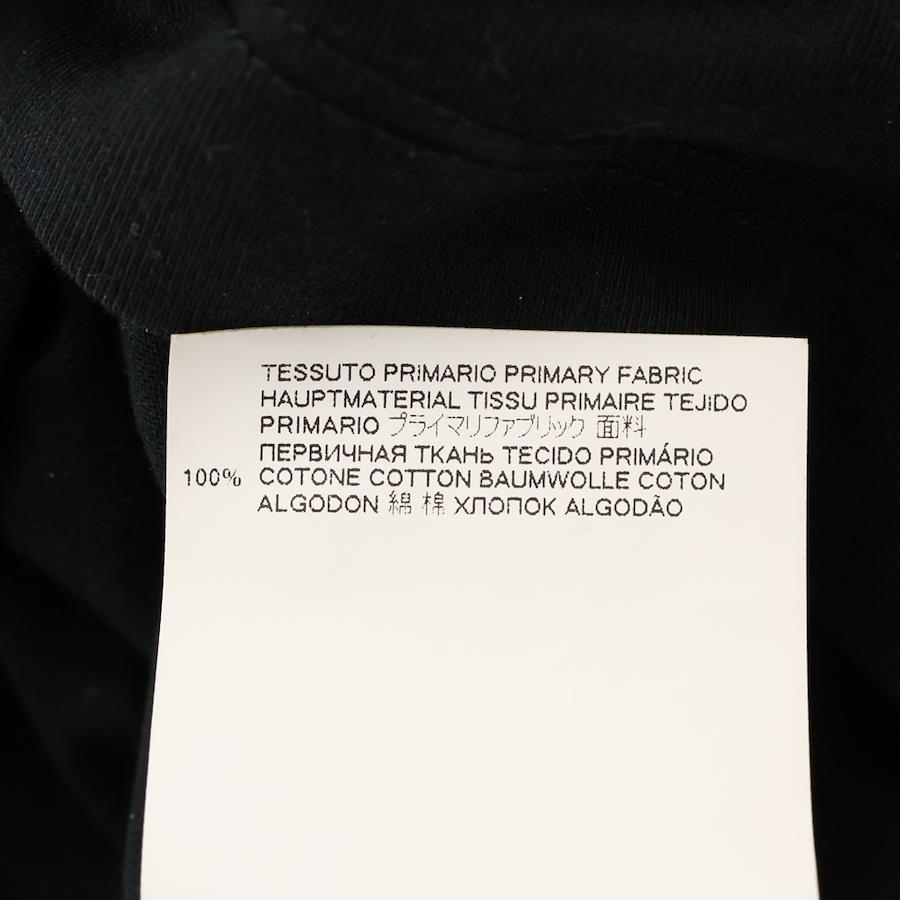 TESSUTO PRIMARIO PRIMARY FABRIC
HAUPTMATERIAL TISSU PRIMAIRE TEJIDO
PRIMARIO プライマリファブリック 面料
ПЕРВИЧНАЯ ТКАНЬ TECIDO PRIMÁRIO
100% COTONE COTTON BAUMWOLLE COTON
ALGODON 綿 棉 ХЛОПОК ALGODÃO